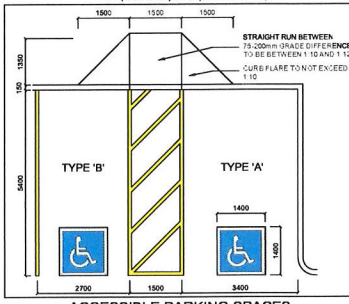 1500
1500
1500
STRAIGHT RUN BETWEEN
75-200mm GRADE DIFFERENCE
TO BE BETWEEN 1:10 AND 1:12
CURB FLARE TO NOT EXCEED
1:10
1350
150
5400
TYPE 'B'
TYPE 'A'
1400
1400
2700
1500
3400
ACCESSIBLE PARKING SPACES